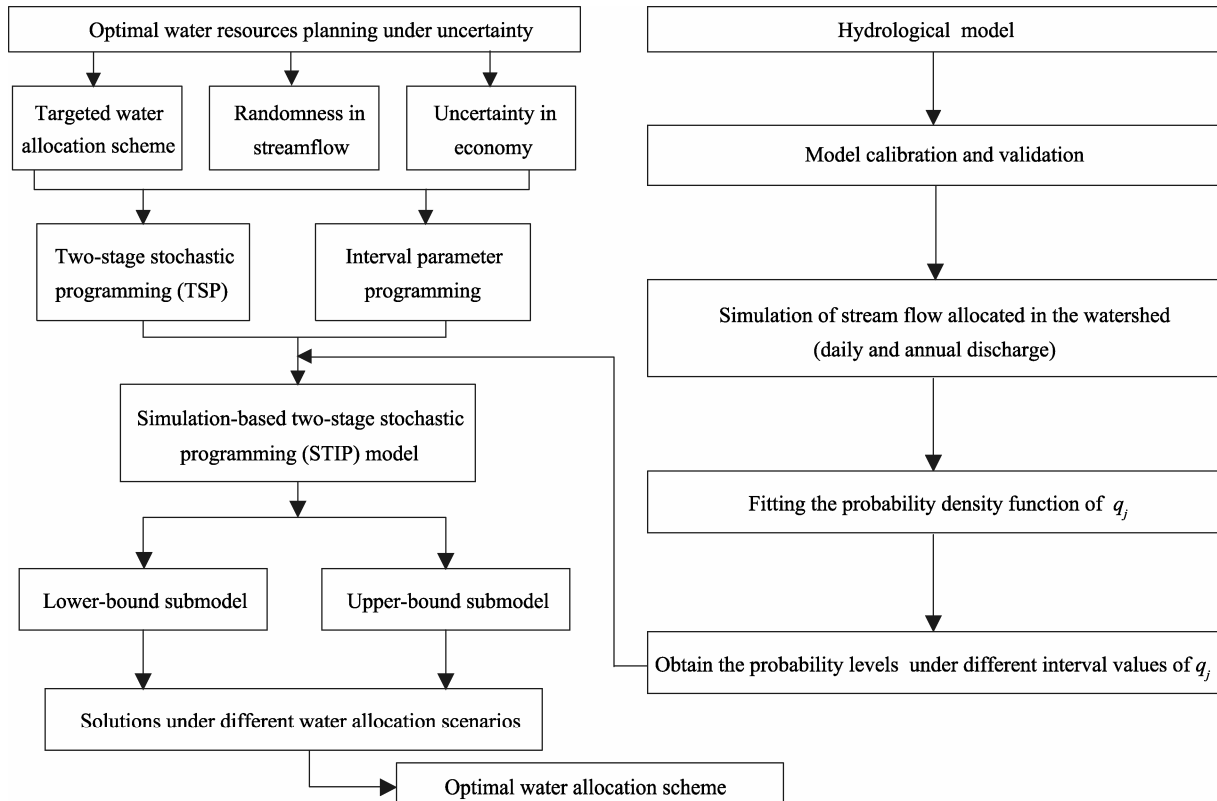 Optimal water resources planning under uncertainty
Targeted water
allocation scheme
Randomness in
streamflow
Uncertainty in
economy
Two-stage stochastic
programming (TSP)
Interval parameter
programming
Simulation-based two-stage stochastic
programming (STIP) model
Lower-bound submodel
Upper-bound submodel
Solutions under different water allocation scenarios
Optimal water allocation scheme
Hydrological model
Model calibration and validation
Simulation of stream flow allocated in the watershed
(daily and annual discharge)
Fitting the probability density function of q_j
Obtain the probability levels under different interval values of q_j